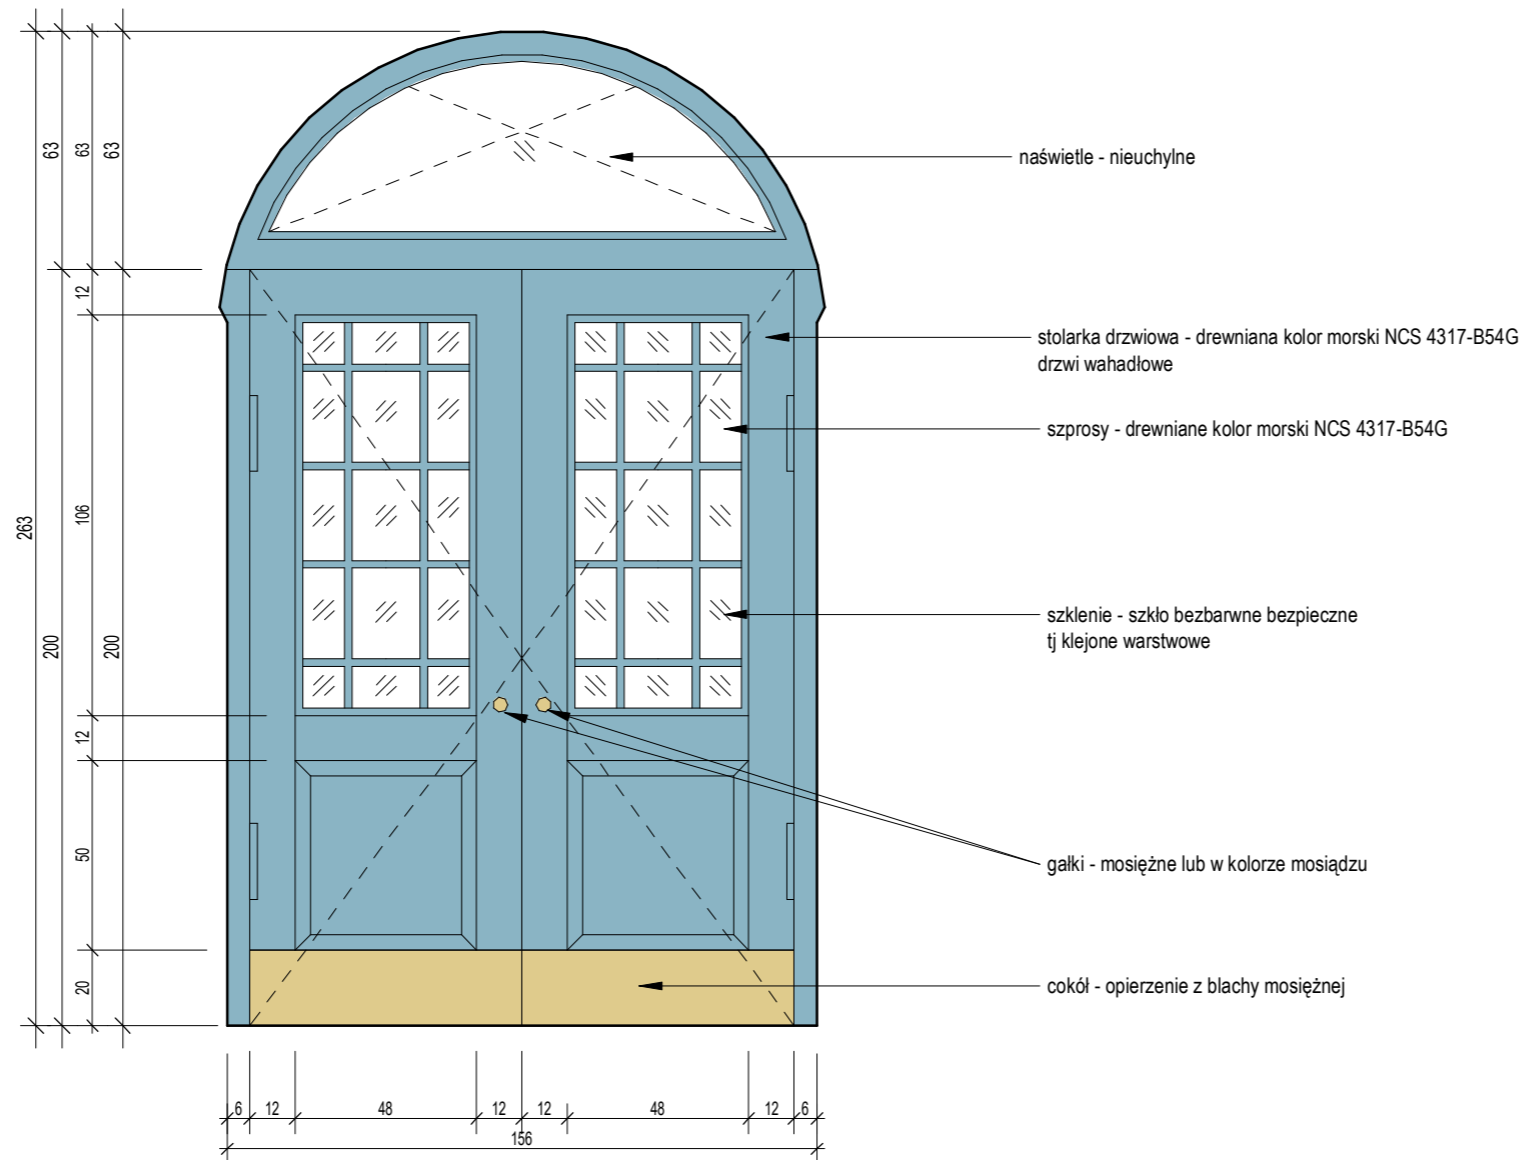 63
63
63
naświetle - nieuchylne
12
stolarka drzwiowa - drewniana kolor morski NCS 4317-B54G
drzwi wahadłowe
szprosy - drewniane kolor morski NCS 4317-B54G
263
106
200
200
szklenie - szkło bezbarwne bezpieczne
tj klejone warstwowe
12
50
gałki - mosiężne lub w kolorze mosiądzu
20
cokół - opierzenie z blachy mosiężnej
6 12 48 12 12 48 12 6
156